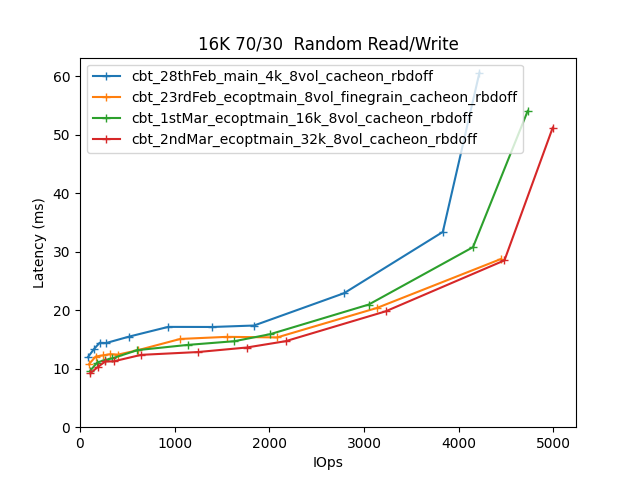 16K 70/30  Random Read/Write
cbt_28thFeb_main_4k_8vol_cacheon_rbdoff
cbt_23rdFeb_ecoptmain_8vol_finegrain_cacheon_rbdoff
cbt_1stMar_ecoptmain_16k_8vol_cacheon_rbdoff
cbt_2ndMar_ecoptmain_32k_8vol_cacheon_rbdoff
Latency (ms)
60
50
40
30
20
10
0
0 1000 2000 3000 4000 5000
IOps